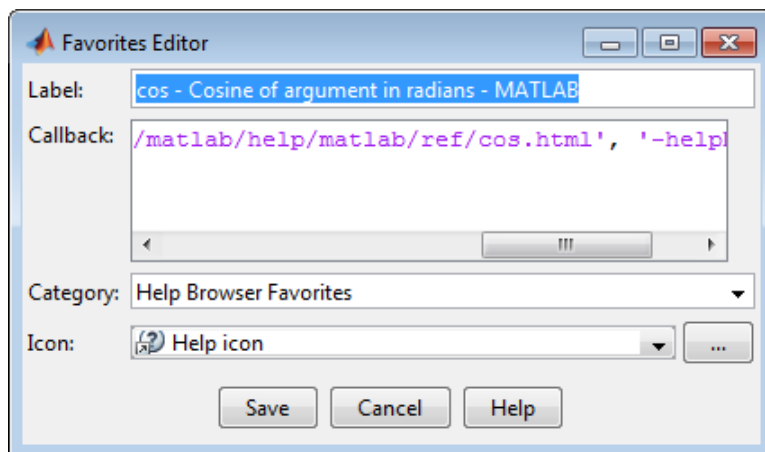 Favorites Editor
Label: cos - Cosine of argument in radians - MATLAB
Callback: /matlab/help/matlab/ref/cos.html', '-help
Category: Help Browser Favorites
Icon: Help icon ...
Save Cancel Help